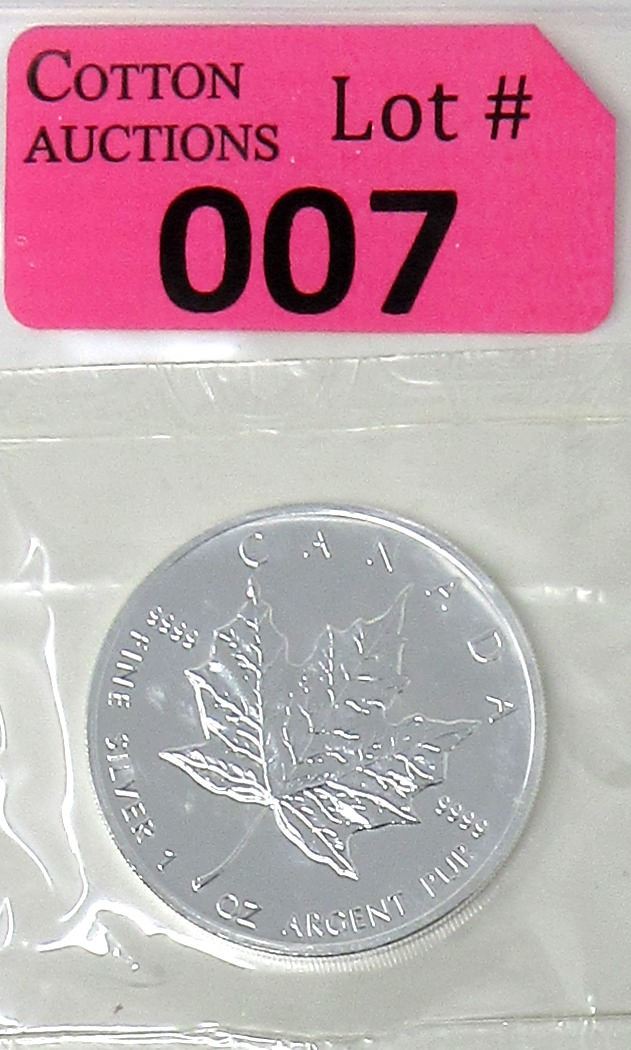 COTTON
AUCTIONS
Lot #
007
CANADA
9999
FINE SILVER 1 OZ ARGENT PUR
9999